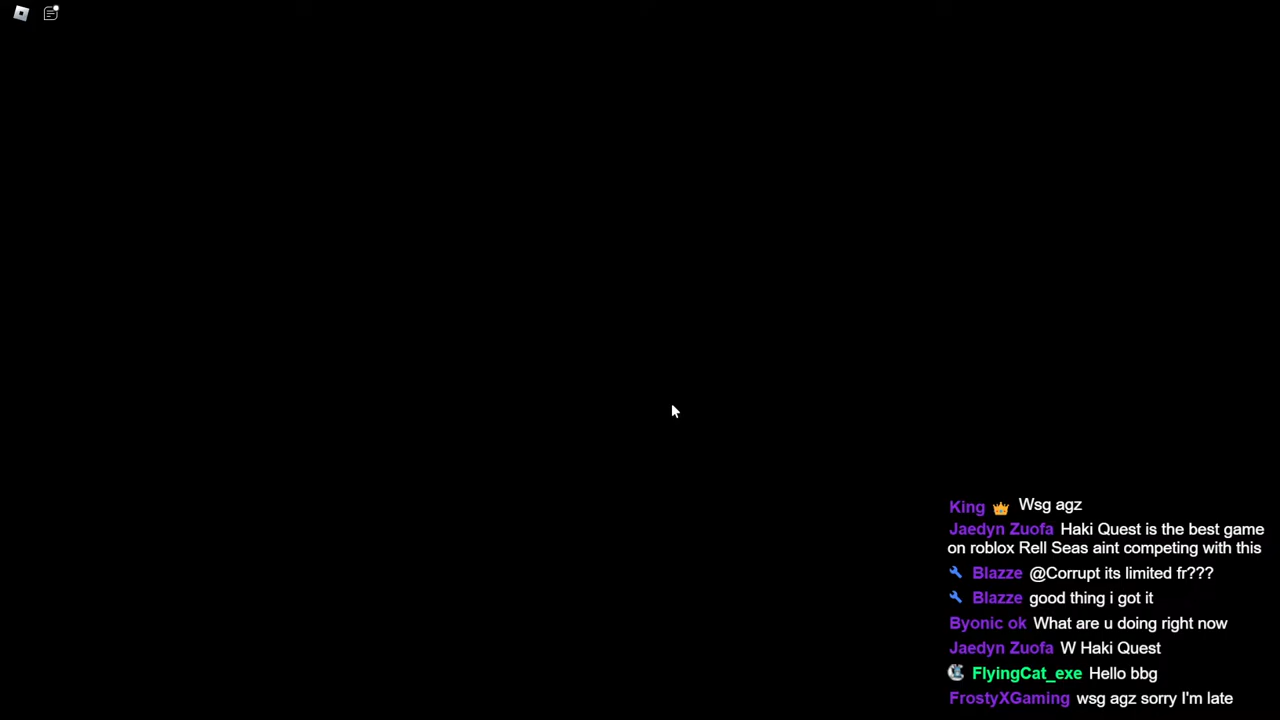 King Wsg agz
Jaedyn Zuofa Haki Quest is the best game
on roblox Rell Seas aint competing with this
Blazze @Corrupt its limited fr???
Blazze good thing i got it
Byonic ok What are u doing right now
Jaedyn Zuofa W Haki Quest
FlyingCat_exe Hello bbg
FrostyXGaming wsg agz sorry I'm late